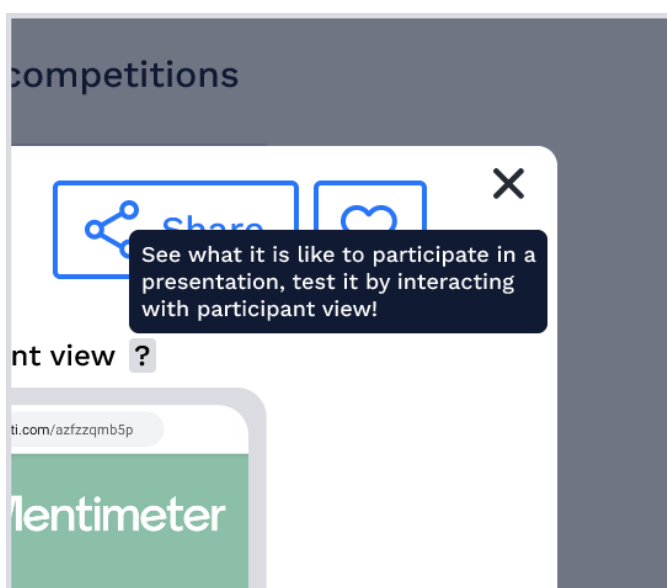 competitions
Share
See what it is like to participate in a
presentation, test it by interacting
with participant view!
nt view ?
ti.com/azfzzqmb5p
Mentimeter